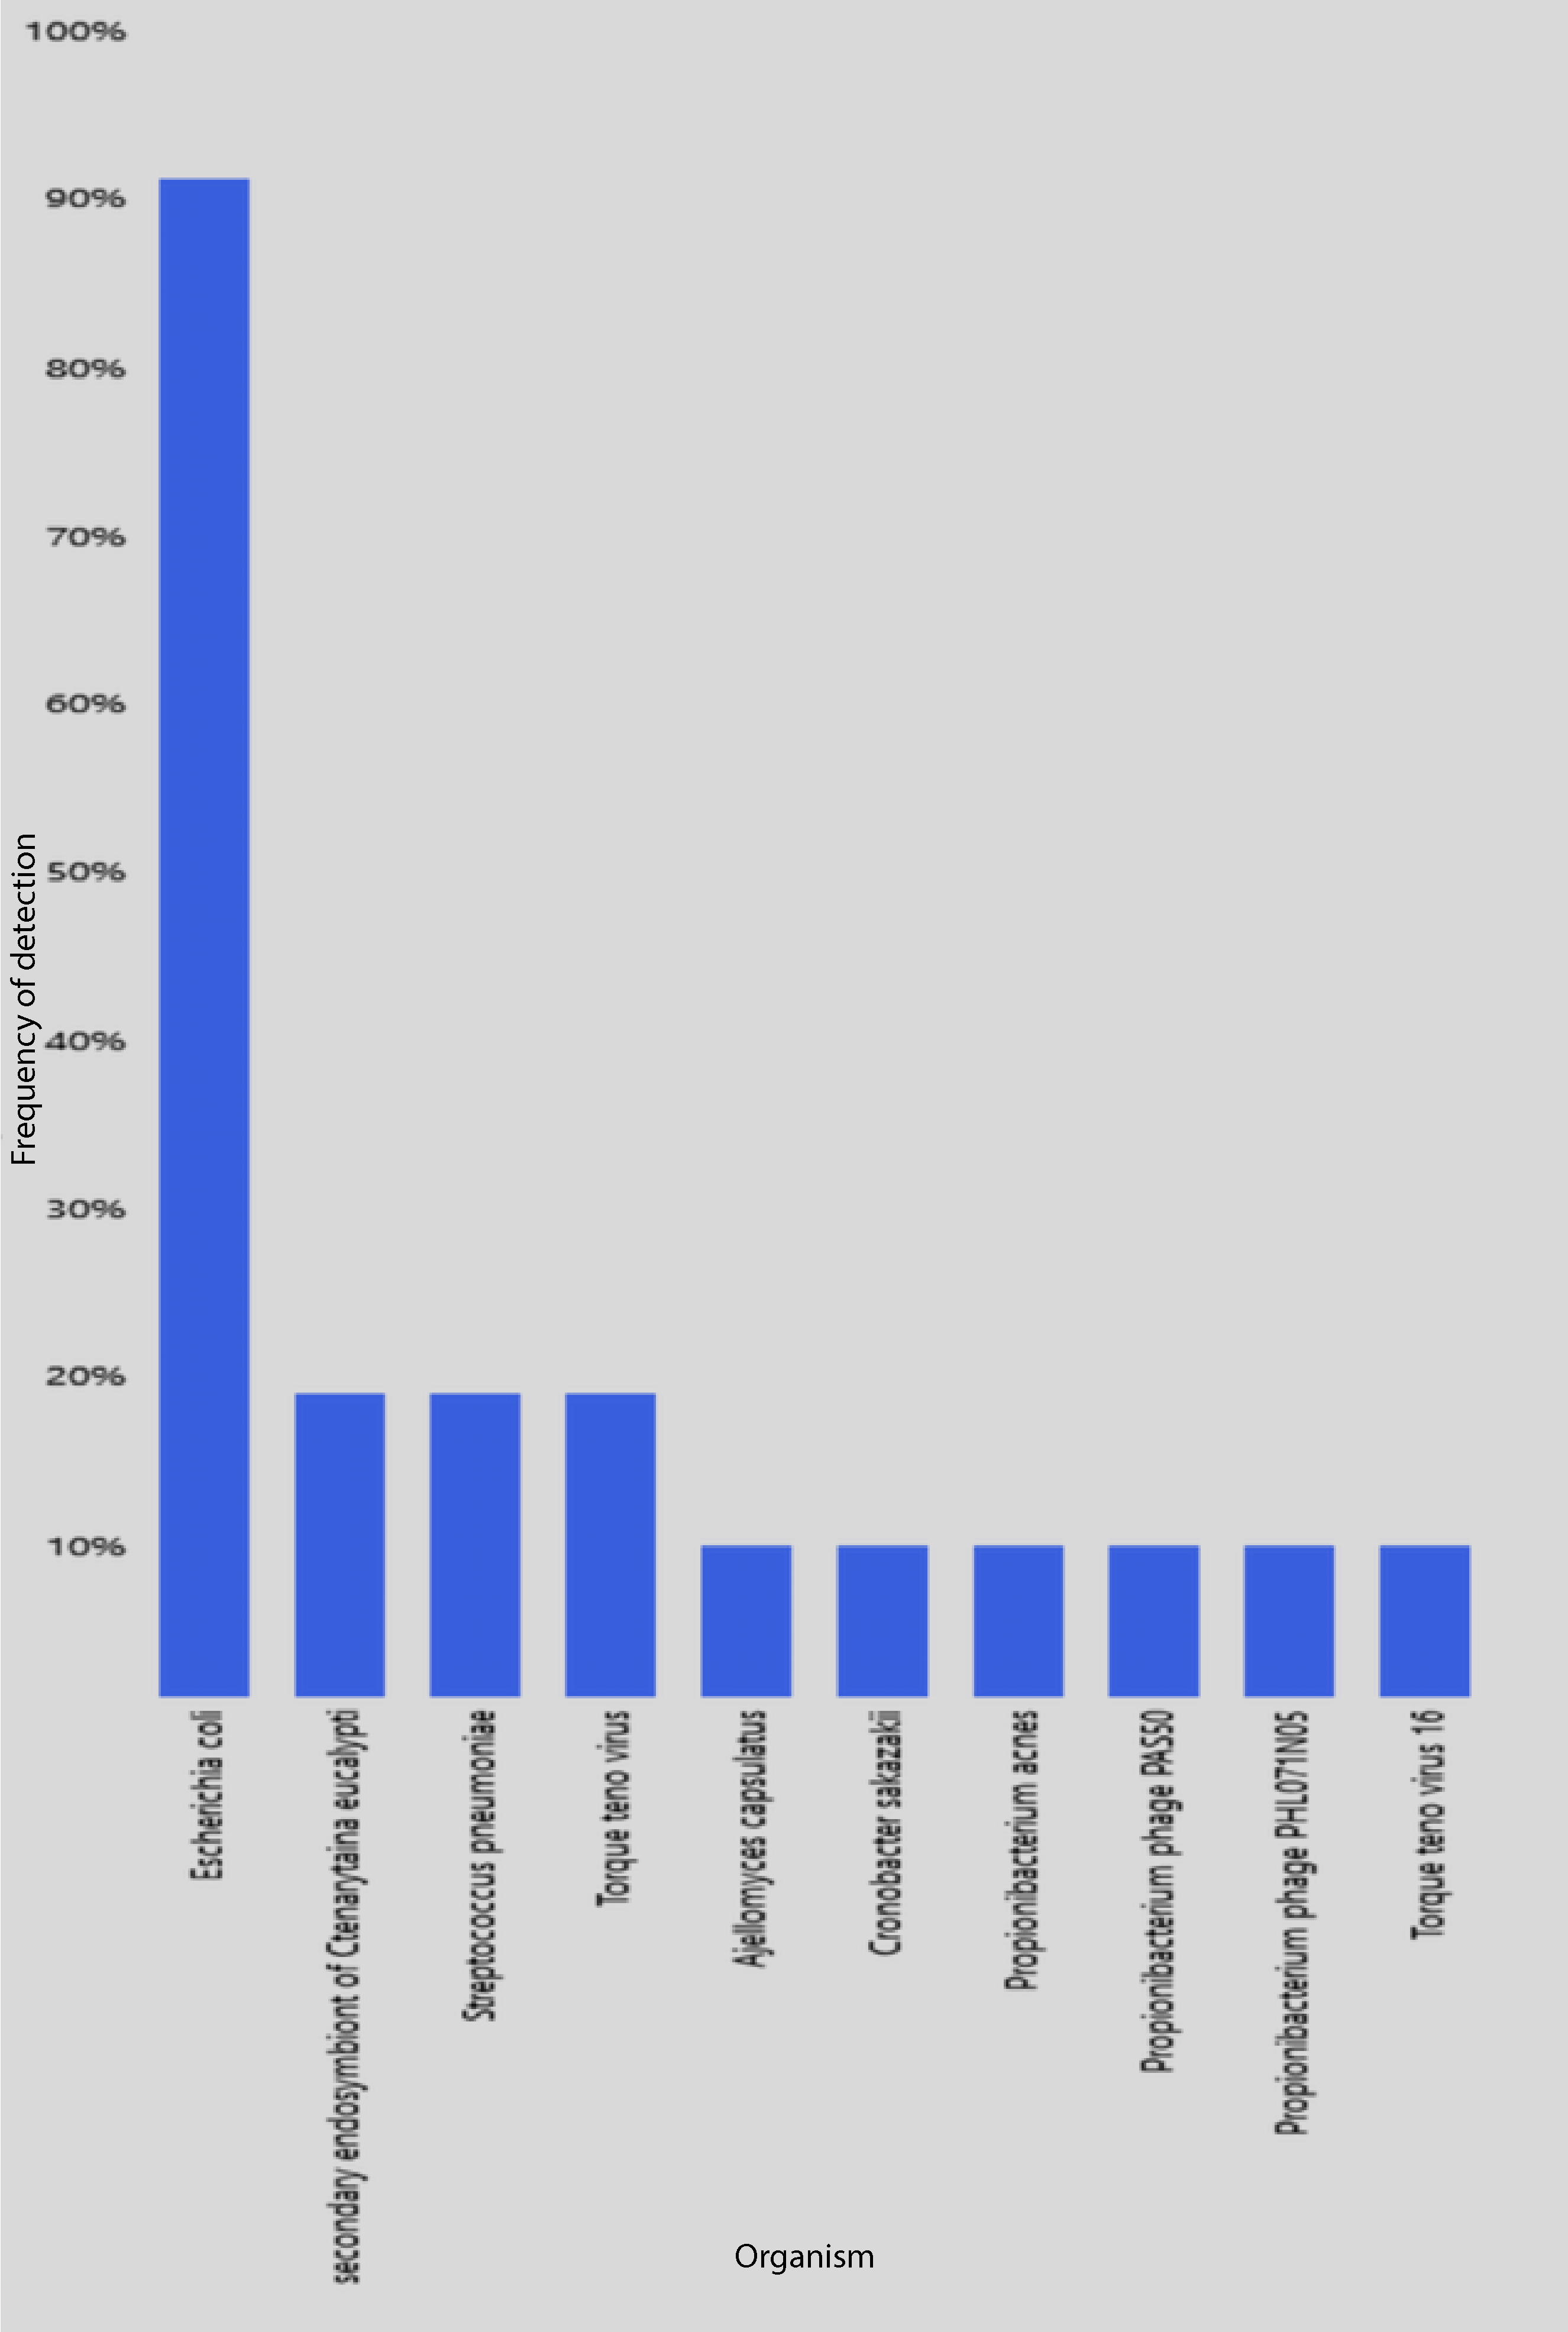 100%
90%
80%
70%
60%
50%
40%
30%
20%
10%
Frequency of detection
Escherichia coli
secondary endosymbiont of Ctenarytaina eucalypti
Streptococcus pneumoniae
Torque teno virus
Ajellomyces capsulatus
Cronobacter sakazakii
Propionibacterium acnes
Propionibacterium phage PAS50
Propionibacterium phage PHL071N05
Torque teno virus 16
Organism